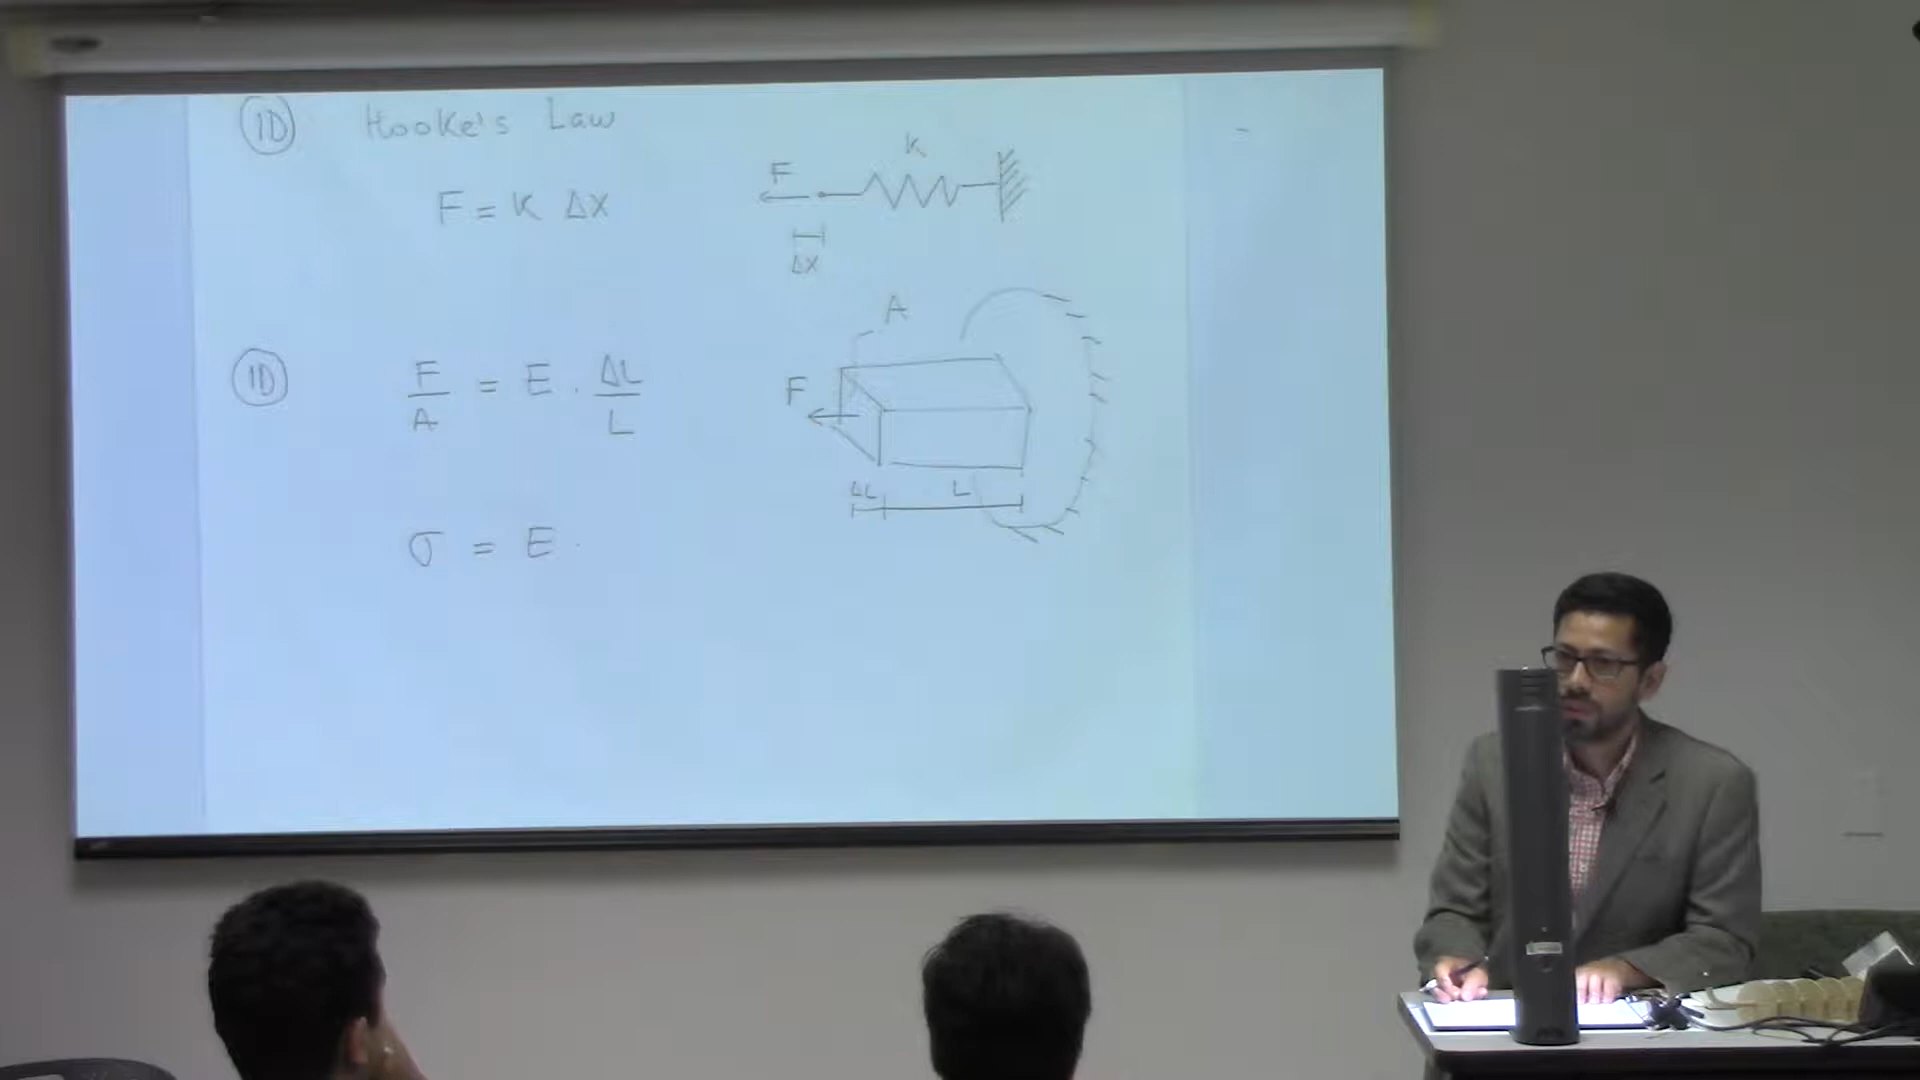 1D Hooke's Law
F = K ΔX
F K
ΔX
A
1D F/A = E . ΔL/L
F
ΔL L
σ = E .